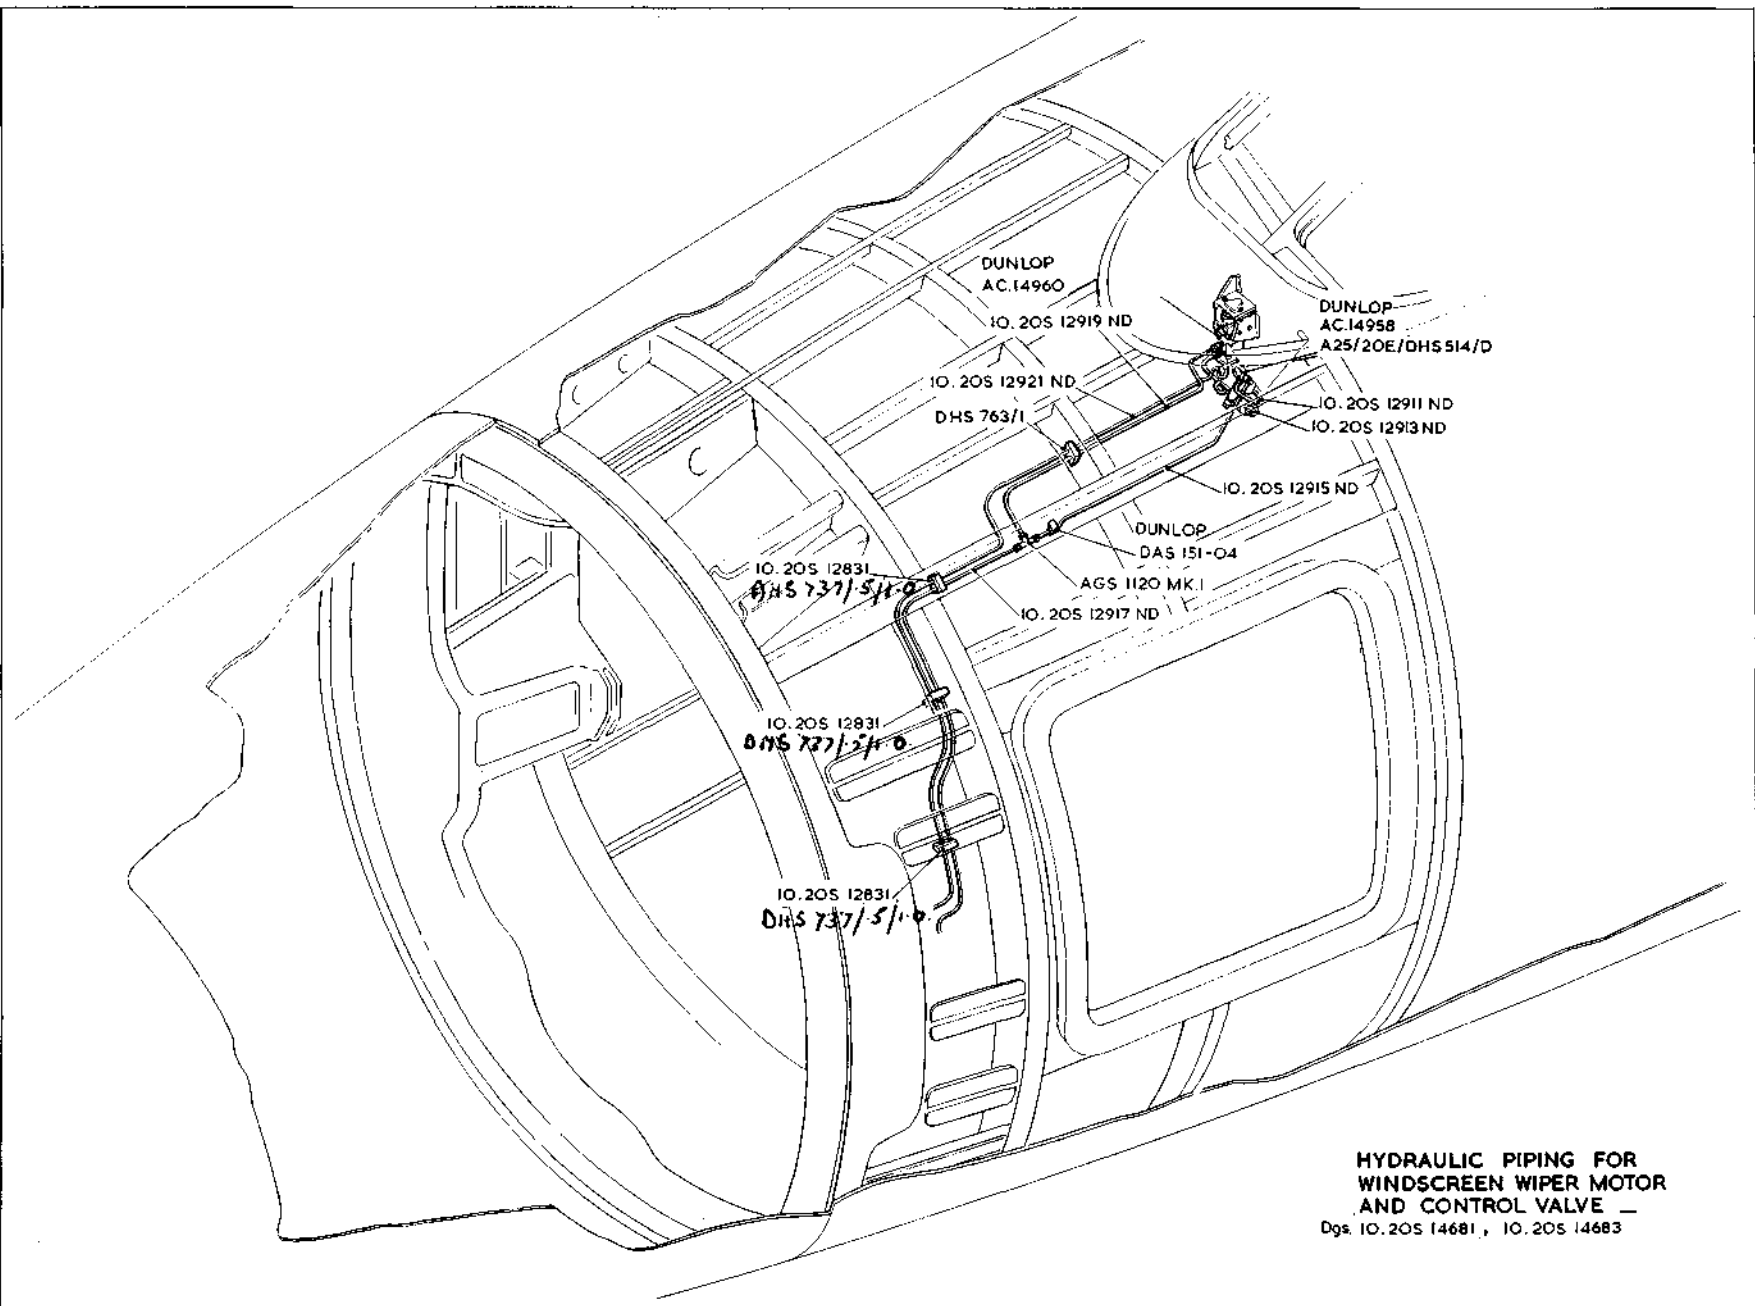 DUNLOP
AC.14960
10.20S 12919 ND
DUNLOP
AC.14958
A25/20E/DHS514/D
10.20S 12921 ND
DHS 763/1
10.20S 12911 ND
10.20S 12913 ND
10.20S 12915 ND
DUNLOP
DAS 151-04
10.20S 12831
DHS 737/.5/1.0
AGS 1120 MK.1
10.20S 12917 ND
10.20S 12831
DHS 737/.5/1.0
10.20S 12831
DHS 737/.5/1.0
HYDRAULIC PIPING FOR
WINDSCREEN WIPER MOTOR
AND CONTROL VALVE _
Dgs. 10.20S 14681 , 10.20S 14683